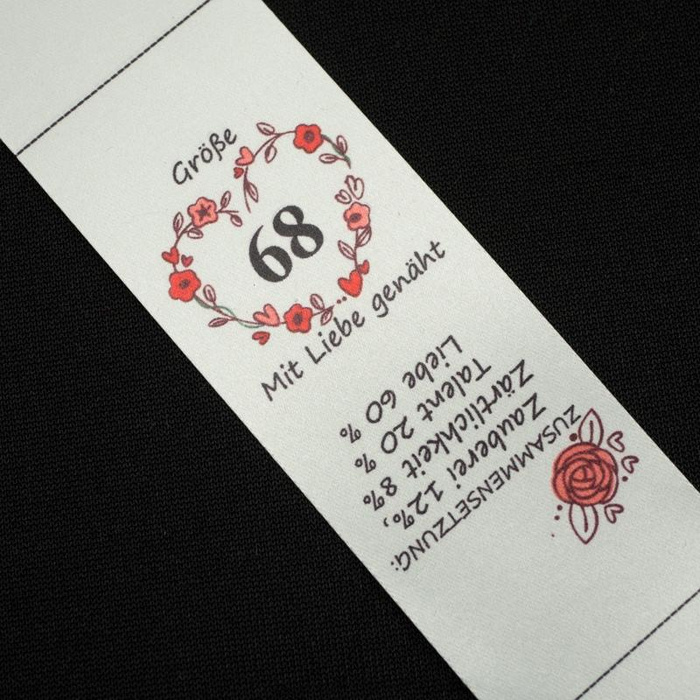 Größe
68
Mit Liebe genäht
ZUSAMMENSETZUNG:
Zauberei 12%,
Zärtlichkeit 8%
Talent 20 %
Liebe 60 %